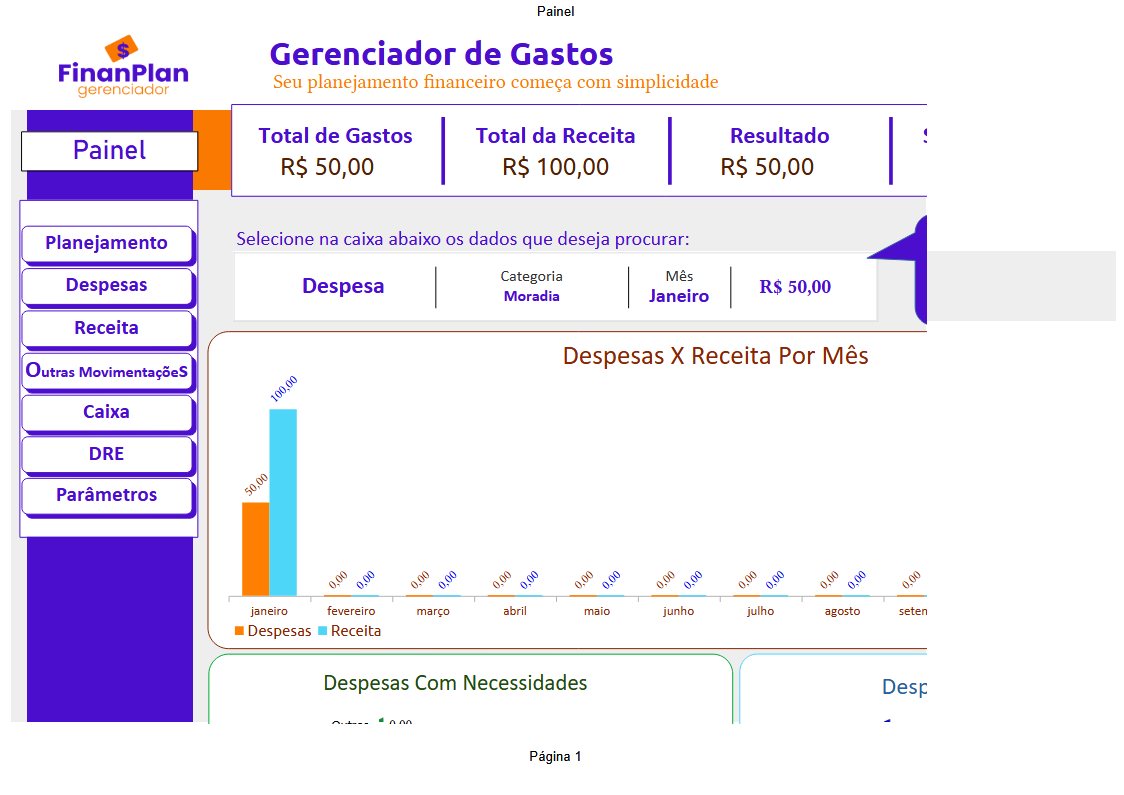 Painel
FinanPlan
gerenciador
Gerenciador de Gastos
Seu planejamento financeiro começa com simplicidade
Painel
Total de Gastos
R$ 50,00
Total da Receita
R$ 100,00
Resultado
R$ 50,00
Planejamento
Despesas
Receita
Outras MovimentaçõeS
Caixa
DRE
Parâmetros
Selecione na caixa abaixo os dados que deseja procurar:
Despesa
Categoria
Moradia
Mês
Janeiro
R$ 50,00
Despesas X Receita Por Mês
50,00 100,00 0,00 0,00 0,00 0,00 0,00 0,00 0,00 0,00 0,00 0,00 0,00 0,00 0,00 0,00 0,00
janeiro fevereiro março abril maio junho julho agosto seten
Despesas Receita
Despesas Com Necessidades
Desp
Outros 0,00
Página 1